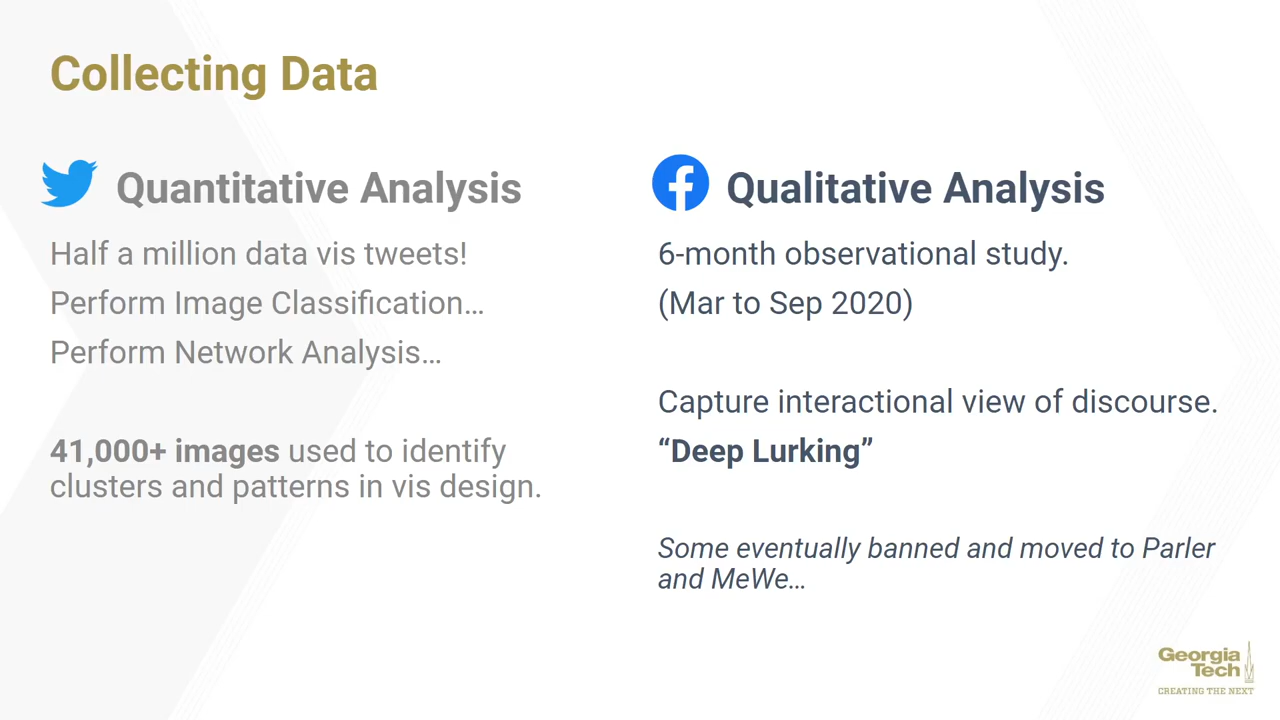 Collecting Data
Quantitative Analysis
Half a million data vis tweets!
Perform Image Classification…
Perform Network Analysis…
41,000+ images used to identify
clusters and patterns in vis design.
Qualitative Analysis
6-month observational study.
(Mar to Sep 2020)
Capture interactional view of discourse.
“Deep Lurking”
Some eventually banned and moved to Parler
and MeWe…
Georgia
Tech
CREATING THE NEXT